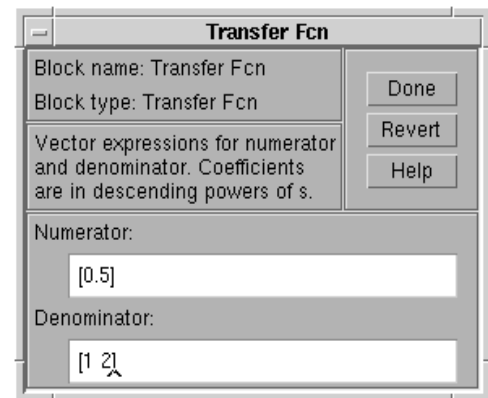 Transfer Fcn
Block name: Transfer Fcn
Block type: Transfer Fcn
Done
Revert
Help
Vector expressions for numerator
and denominator. Coefficients
are in descending powers of s.
Numerator:
[0.5]
Denominator:
[1 2]